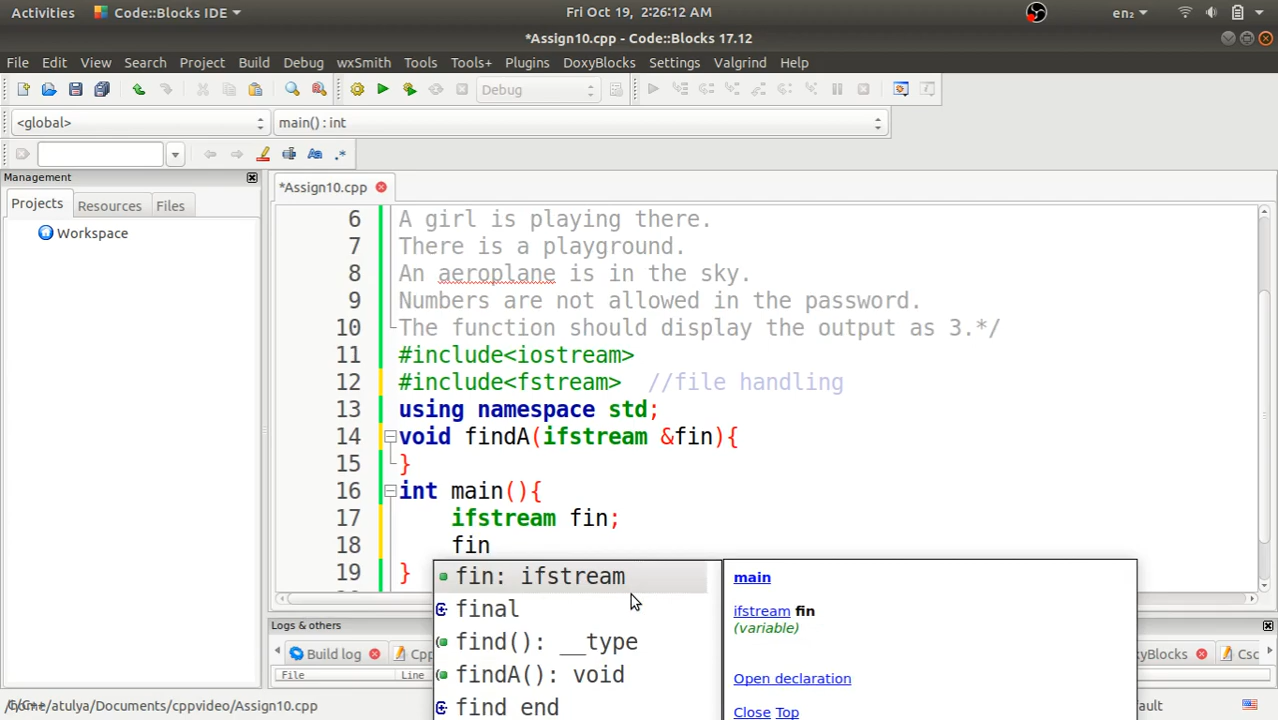 Activities Code::Blocks IDE Fri Oct 19, 2:26:12 AM en₂
*Assign10.cpp - Code::Blocks 17.12
File Edit View Search Project Build Debug wxSmith Tools Tools+ Plugins DoxyBlocks Settings Valgrind Help
Debug
<global> main() : int
Management
*Assign10.cpp
Projects Resources Files
Workspace
6 A girl is playing there.
7 There is a playground.
8 An aeroplane is in the sky.
9 Numbers are not allowed in the password.
10 The function should display the output as 3.*/
11 #include<iostream>
12 #include<fstream> //file handling
13 using namespace std;
14 void findA(ifstream &fin){
15 }
16 int main(){
17 ifstream fin;
18 fin
19 }
fin: ifstream
final
find(): __type
findA(): void
find end
main
ifstream fin
(variable)
Open declaration
Close Top
Logs & others
Build log Cpp oxyBlocks Csc
File Line
C++ /home/atulya/Documents/cppvideo/Assign10.cpp ault